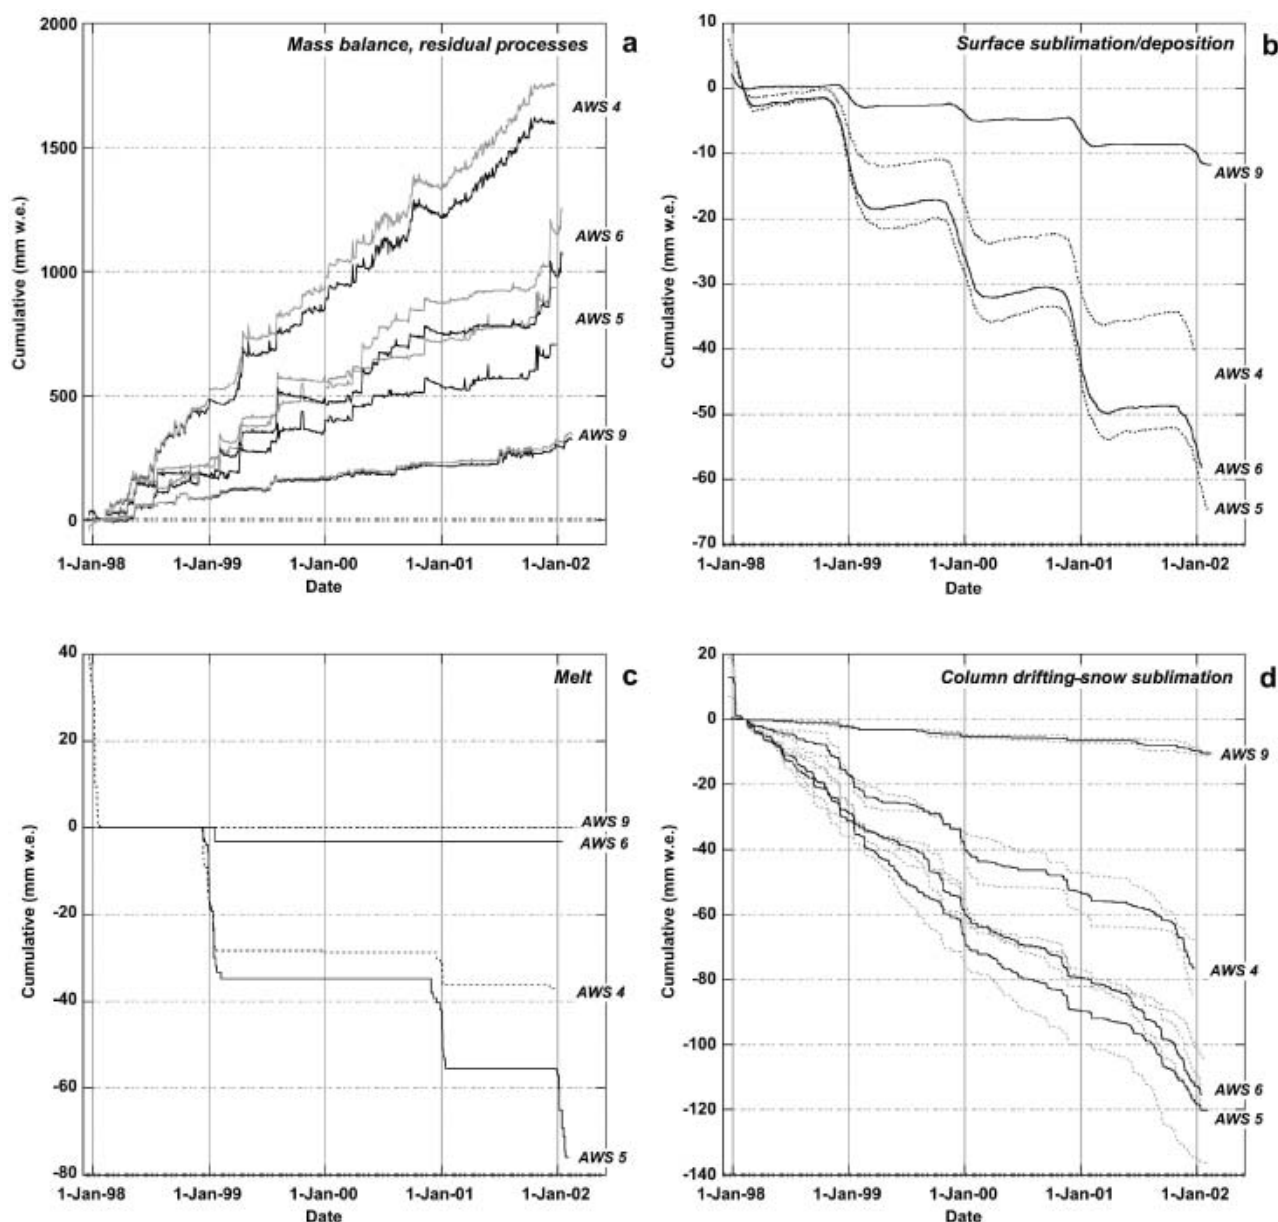 Mass balance, residual processes
a
2000
1500
1000
500
0
Cumulative (mm w.e.)
AWS 4
AWS 6
AWS 5
AWS 9
1-Jan-98 1-Jan-99 1-Jan-00 1-Jan-01 1-Jan-02
Date
Surface sublimation/deposition
b
10
0
-10
-20
-30
-40
-50
-60
-70
Cumulative (mm w.e.)
AWS 9
AWS 4
AWS 6
AWS 5
1-Jan-98 1-Jan-99 1-Jan-00 1-Jan-01 1-Jan-02
Date
Melt
c
40
20
0
-20
-40
-60
-80
Cumulative (mm w.e.)
AWS 9
AWS 6
AWS 4
AWS 5
1-Jan-98 1-Jan-99 1-Jan-00 1-Jan-01 1-Jan-02
Date
Column drifting-snow sublimation
d
20
0
-20
-40
-60
-80
-100
-120
-140
Cumulative (mm w.e.)
AWS 9
AWS 4
AWS 6
AWS 5
1-Jan-98 1-Jan-99 1-Jan-00 1-Jan-01 1-Jan-02
Date